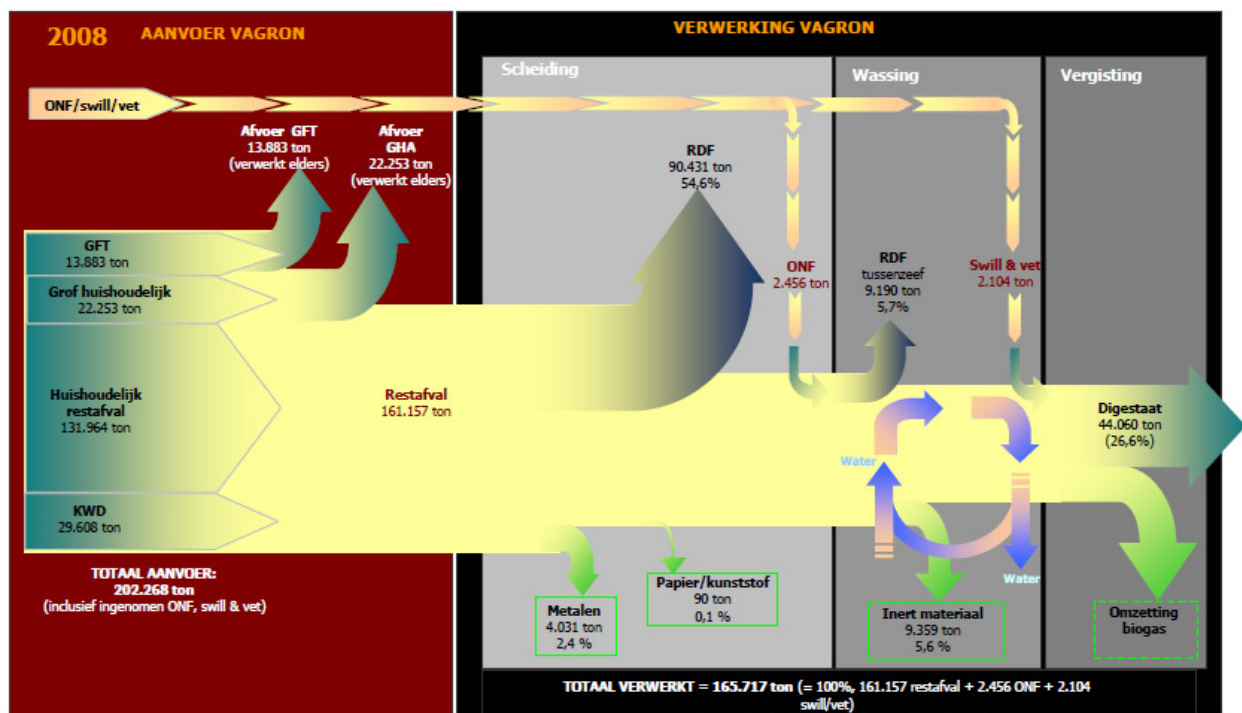 2008 AANVOER VAGRON
VERWERKING VAGRON
Scheiding
Wassing
Vergisting
ONF/swill/vet
Afvoer GFT
13.883 ton
(verwerkt elders)
Afvoer
GHA
22.253 ton
(verwerkt elders)
RDF
90.431 ton
54,6%
GFT
13.883 ton
ONF
2.456 ton
RDF
tussenzeef
9.190 ton
5,7%
Swill & vet
2.104 ton
Grof huishoudelijk
22.253 ton
Huishoudelijk
restafval
131.964 ton
Restafval
161.157 ton
Digestaat
44.060 ton
(26,6%)
Water
KWD
29.608 ton
Water
TOTAAL AANVOER:
202.268 ton
(inclusief ingenomen ONF, swill & vet)
Metalen
4.031 ton
2,4 %
Papier/kunststof
90 ton
0,1 %
Inert materiaal
9.359 ton
5,6 %
Omzetting
biogas
TOTAAL VERWERKT = 165.717 ton (= 100%, 161.157 restafval + 2.456 ONF + 2.104
swill/vet)